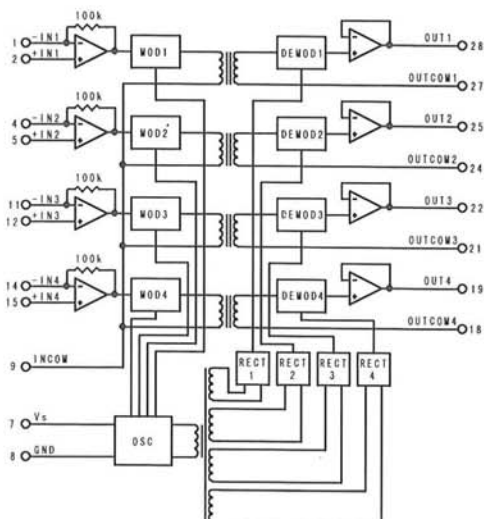 100k
1 -IN1
2 +IN1
MOD1
DEMOD1
OUT1 28
OUTCOM1 27
100k
4 -IN2
5 +IN2
MOD2
DEMOD2
OUT2 25
OUTCOM2 24
100k
11 -IN3
12 +IN3
MOD3
DEMOD3
OUT3 22
OUTCOM3 21
100k
14 -IN4
15 +IN4
MOD4
DEMOD4
OUT4 19
OUTCOM4 18
9 INCOM
RECT 1
RECT 2
RECT 3
RECT 4
7 Vs
8 GND
OSC